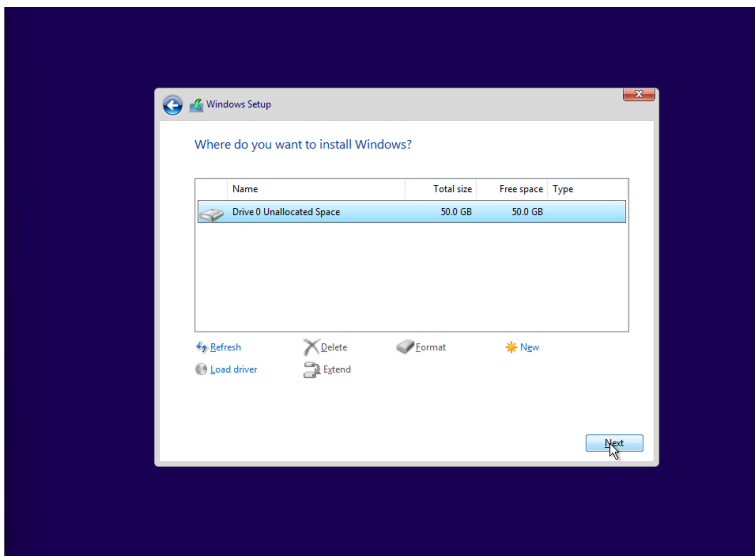 Windows Setup
Where do you want to install Windows?
Name Total size Free space Type
Drive 0 Unallocated Space 50.0 GB 50.0 GB
Refresh Delete Format New
Load driver Extend
Next